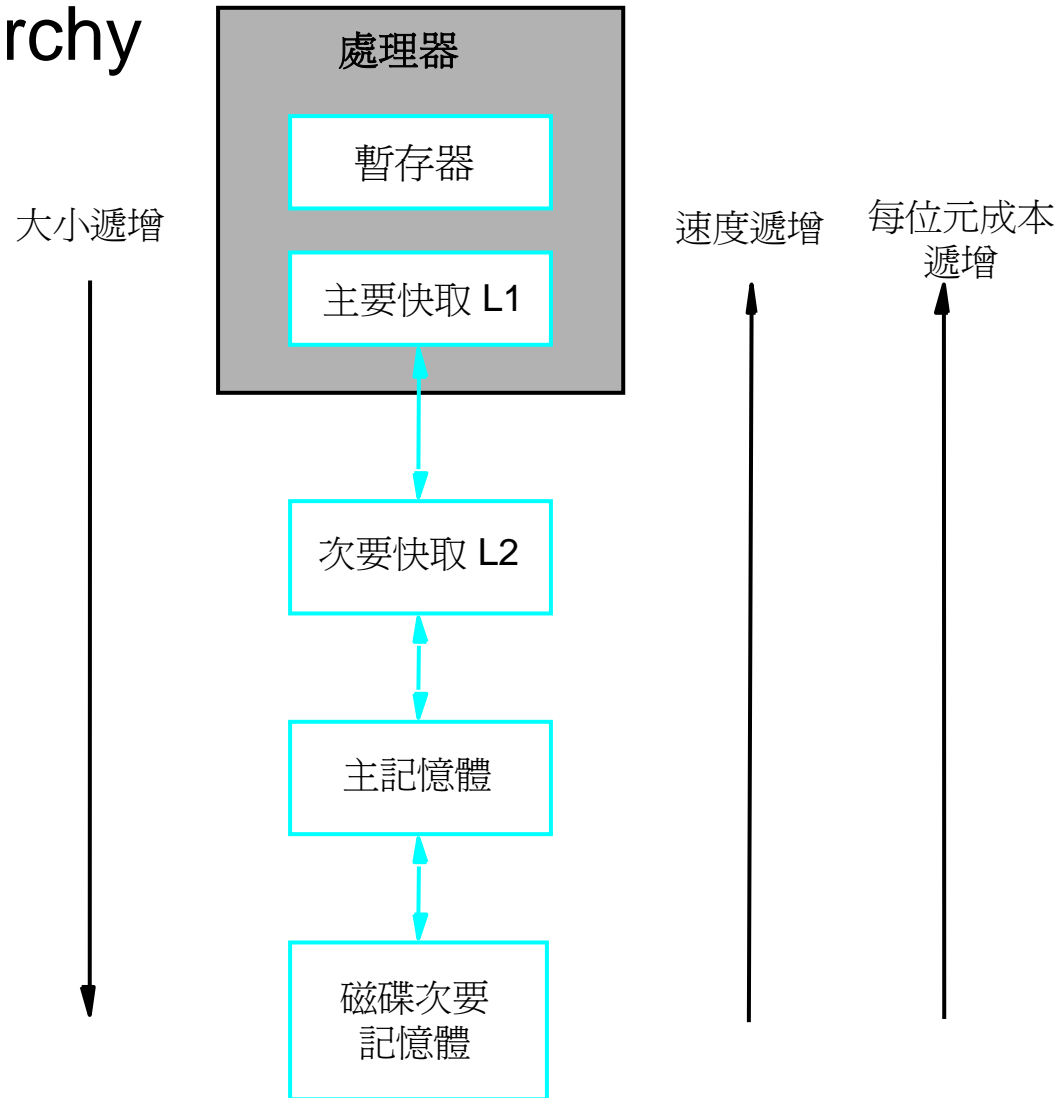 rchy
處理器
暫存器
大小遞增
速度遞增
每位元成本
遞增
主要快取 L1
次要快取 L2
主記憶體
磁碟次要
記憶體